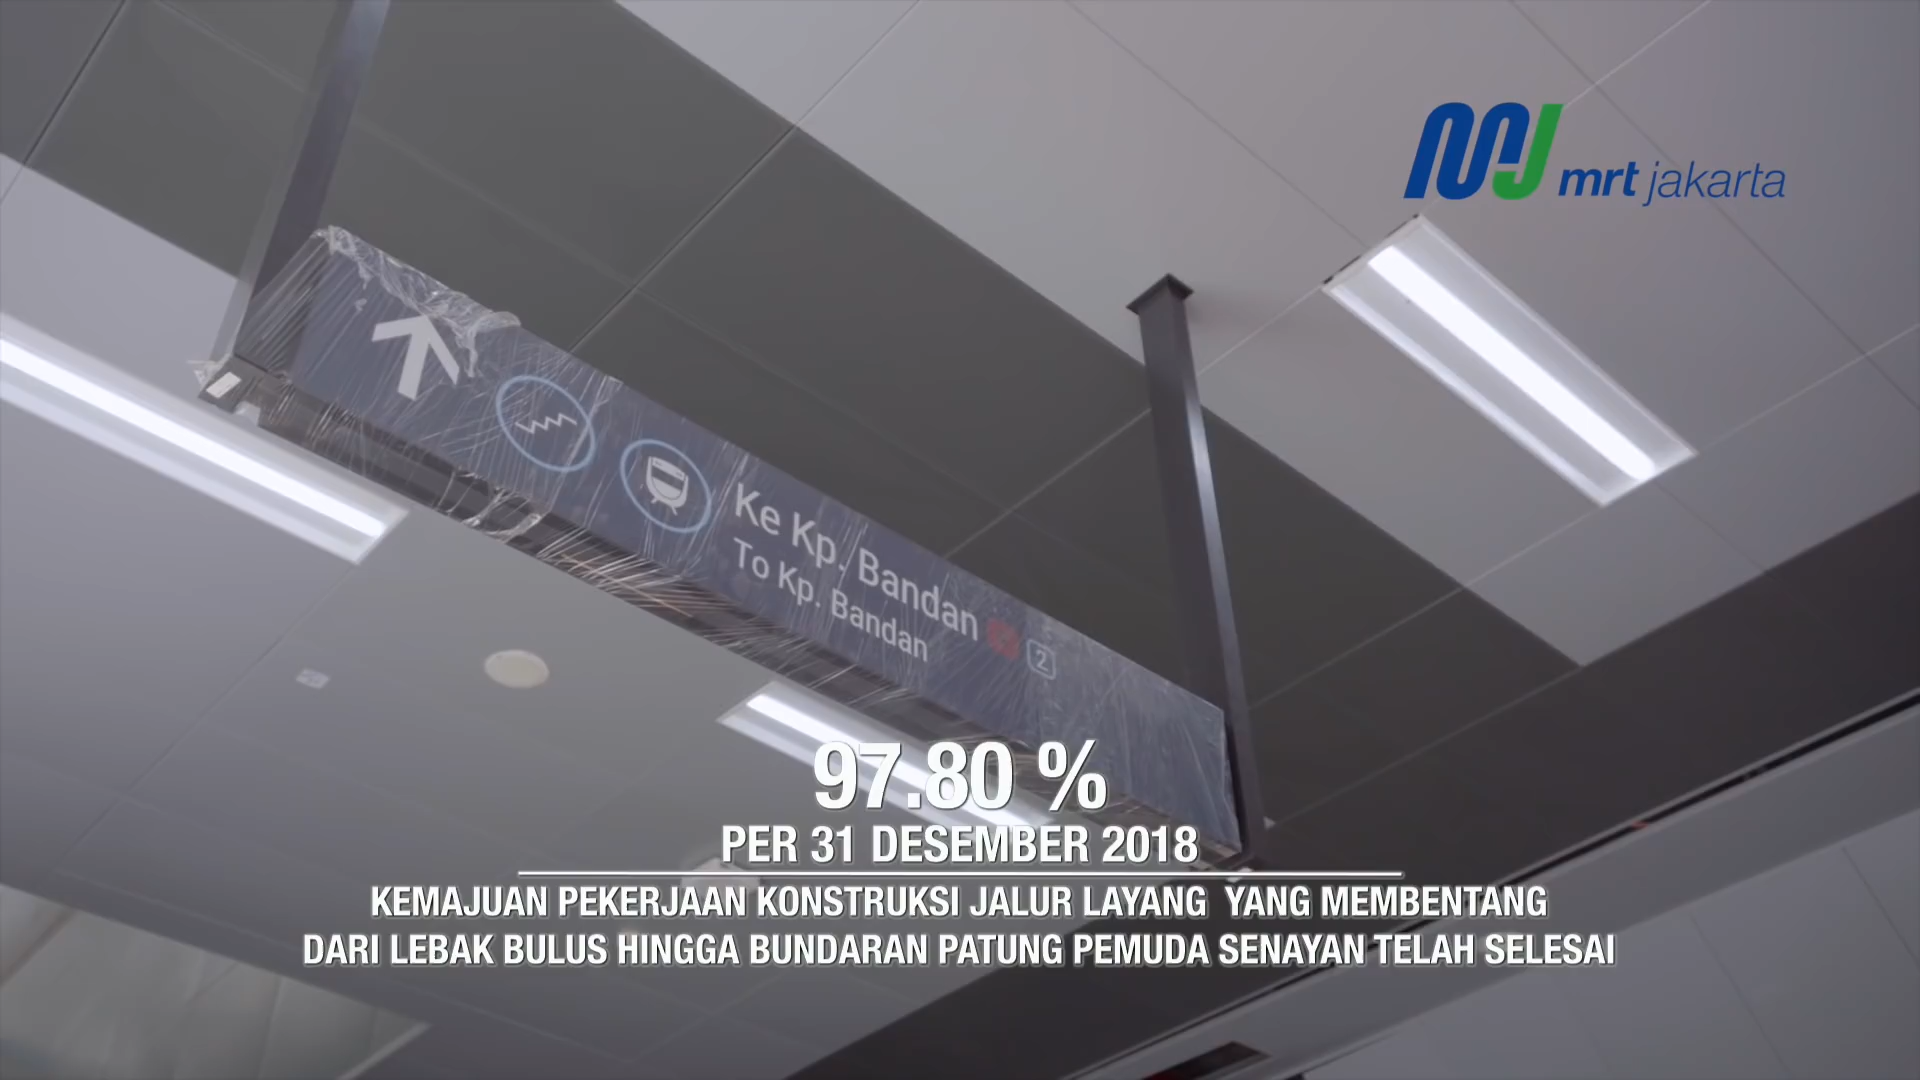 mrt jakarta
Ke Kp. Bandan
To Kp. Bandan
2
97.80 %
PER 31 DESEMBER 2018
KEMAJUAN PEKERJAAN KONSTRUKSI JALUR LAYANG YANG MEMBENTANG
DARI LEBAK BULUS HINGGA BUNDARAN PATUNG PEMUDA SENAYAN TELAH SELESAI